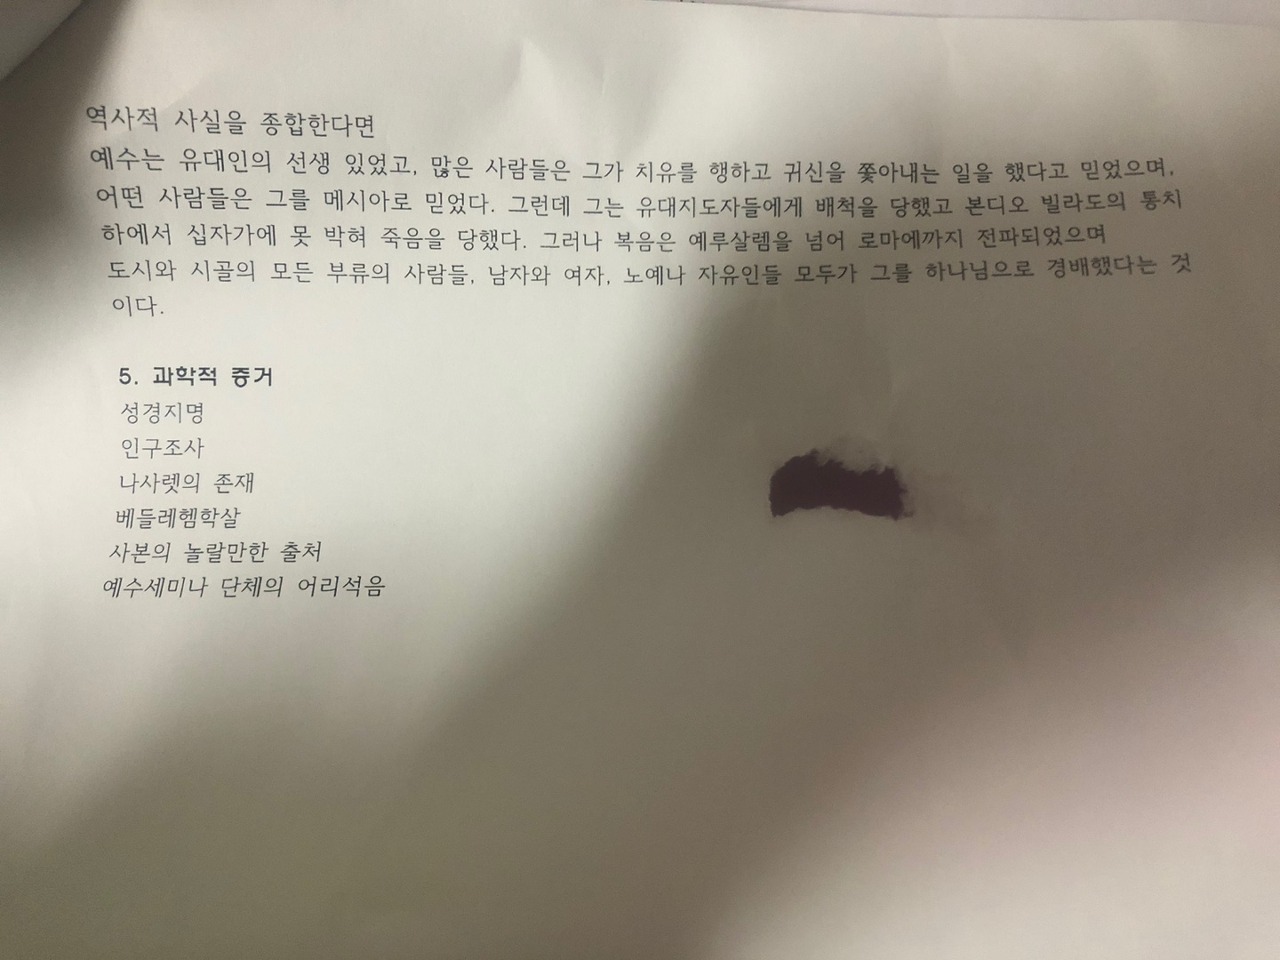 역사적 사실을 종합한다면
예수는 유대인의 선생 있었고, 많은 사람들은 그가 치유를 행하고 귀신을 쫓아내는 일을 했다고 믿었으며,
어떤 사람들은 그를 메시아로 믿었다. 그런데 그는 유대지도자들에게 배척을 당했고 본디오 빌라도의 통치
하에서 십자가에 못 박혀 죽음을 당했다. 그러나 복음은 예루살렘을 넘어 로마에까지 전파되었으며
도시와 시골의 모든 부류의 사람들, 남자와 여자, 노예나 자유인들 모두가 그를 하나님으로 경배했다는 것
이다.
5. 과학적 증거
성경지명
인구조사
나사렛의 존재
베들레헴학살
사본의 놀랄만한 출처
예수세미나 단체의 어리석음